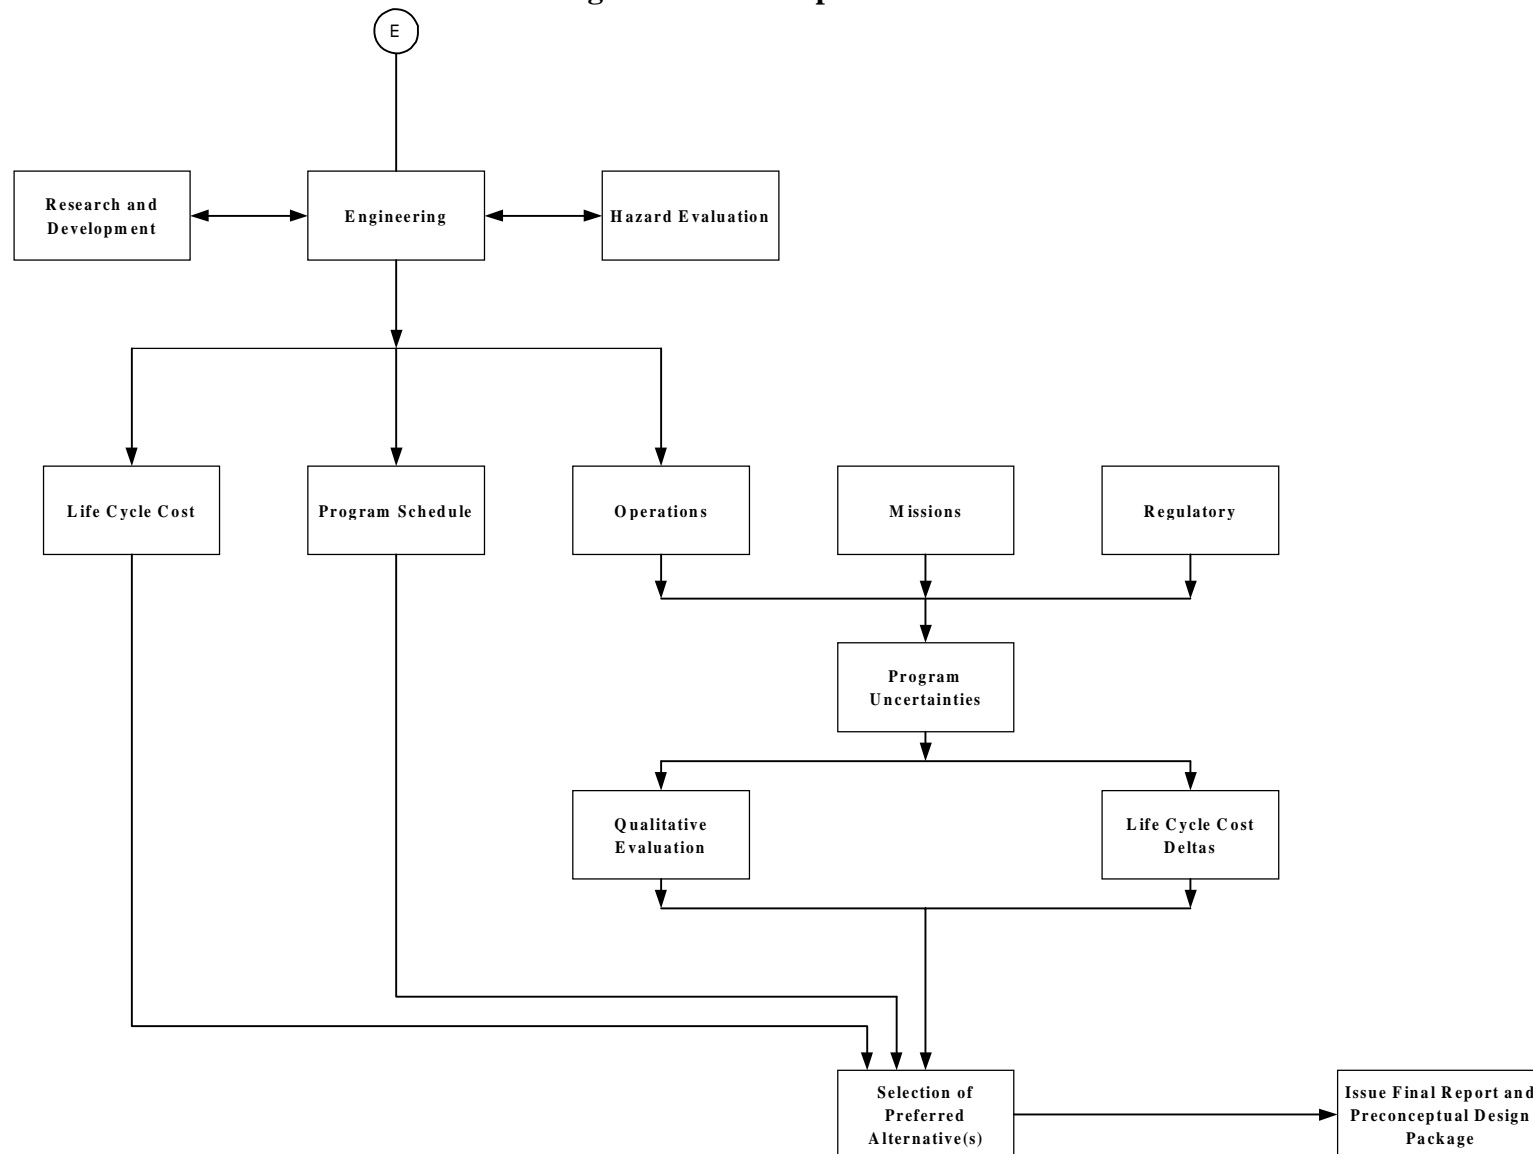 E
Research and
Development
Engineering
Hazard Evaluation
Life Cycle Cost
Program Schedule
Operations
Missions
Regulatory
Program
Uncertainties
Qualitative
Evaluation
Life Cycle Cost
Deltas
Selection of
Preferred
Alternative(s)
Issue Final Report and
Preconceptual Design
Package